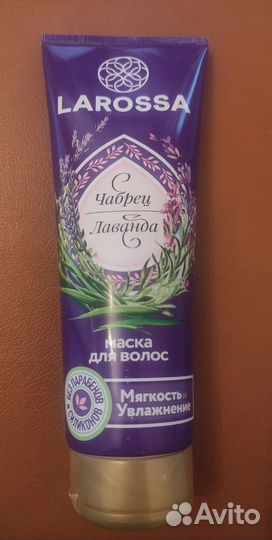 LAROSSA
Чабрец
Лаванда
маска
для волос
БЕЗ ПАРАБЕНОВ
И СИЛИКОНОВ
Мягкость и
Увлажнение
Avito